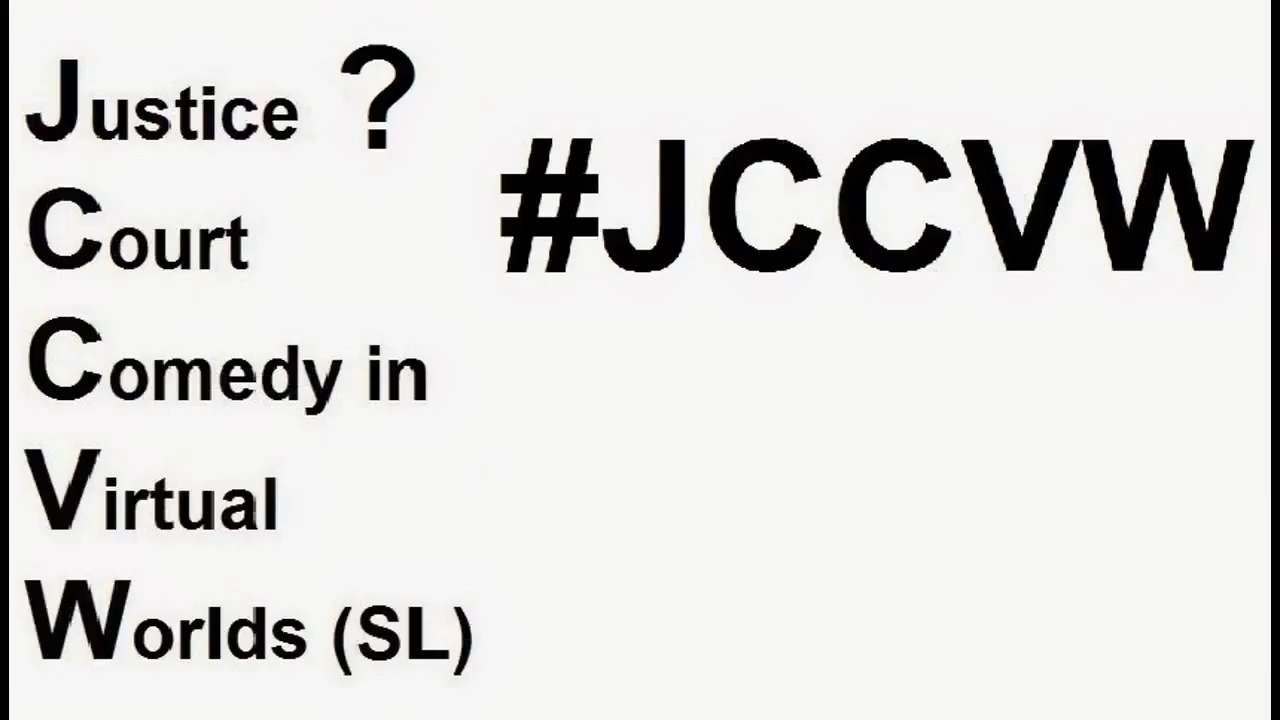 Justice ?
Court
Comedy in
Virtual
Worlds (SL)
#JCCVW